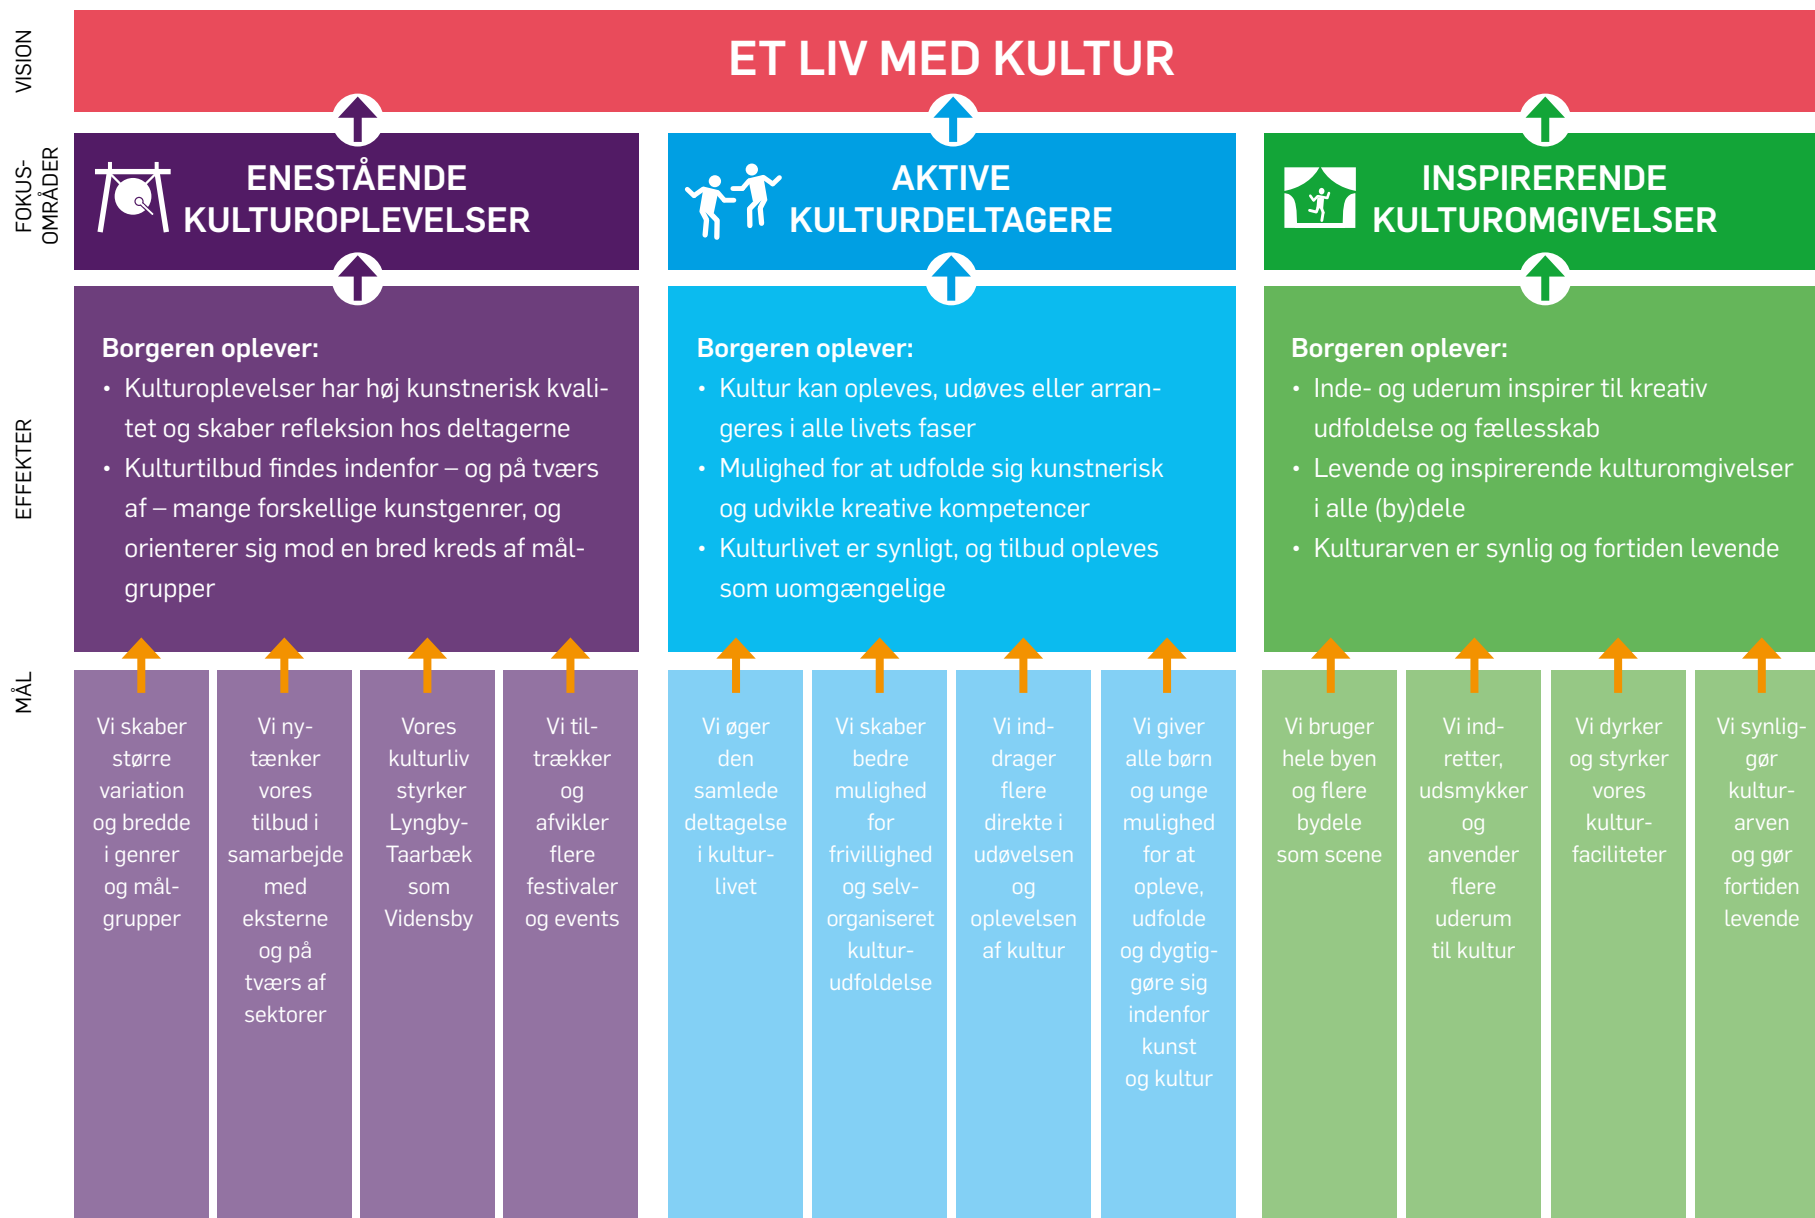 VISION
ET LIV MED KULTUR
FOKUS-
OMRÅDER
ENESTÅENDE
KULTUROPLEVELSER
AKTIVE
KULTURDELTAGERE
INSPIRERENDE
KULTUROMGIVELSER
EFFEKTER
Borgeren oplever:
• Kulturoplevelser har høj kunstnerisk kvali-
tet og skaber refleksion hos deltagerne
• Kulturtilbud findes indenfor – og på tværs
af – mange forskellige kunstgenrer, og
orienterer sig mod en bred kreds af mål-
grupper
Borgeren oplever:
• Kultur kan opleves, udøves eller arran-
geres i alle livets faser
• Mulighed for at udfolde sig kunstnerisk
og udvikle kreative kompetencer
• Kulturlivet er synligt, og tilbud opleves
som uomgængelige
Borgeren oplever:
• Inde- og uderum inspirer til kreativ
udfoldelse og fællesskab
• Levende og inspirerende kulturomgivelser
i alle (by)dele
• Kulturarven er synlig og fortiden levende
MÅL
Vi skaber
større
variation
og bredde
i genrer
og mål-
grupper
Vi ny-
tænker
vores
tilbud i
samarbejde
med
eksterne
og på
tværs af
sektorer
Vores
kulturliv
styrker
Lyngby-
Taarbæk
som
Vidensby
Vi til-
trækker
og
afvikler
flere
festivaler
og events
Vi øger
den
samlede
deltagelse
i kultur-
livet
Vi skaber
bedre
mulighed
for
frivillighed
og selv-
organiseret
kultur-
udfoldelse
Vi ind-
drager
flere
direkte i
udøvelsen
og
oplevelsen
af kultur
Vi giver
alle børn
og unge
mulighed
for at
opleve,
udfolde
og dygtig-
gøre sig
indenfor
kunst
og kultur
Vi bruger
hele byen
og flere
bydele
som scene
Vi ind-
retter,
udsmykker
og
anvender
flere
uderum
til kultur
Vi dyrker
og styrker
vores
kultur-
faciliteter
Vi synlig-
gør
kultur-
arven
og gør
fortiden
levende